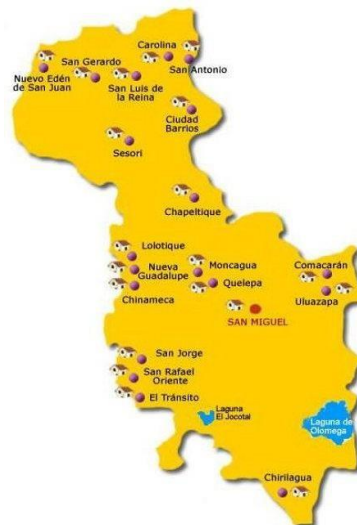 Carolina
San Gerardo
San Antonio
Nuevo Edén
de San Juan
San Luis de
la Reina
Ciudad
Barrios
Sesori
Chapeltique
Lolotique
Moncagua
Comacarán
Nueva
Guadalupe
Quelepa
Chinameca
Uluazapa
SAN MIGUEL
San Jorge
San Rafael
Oriente
El Tránsito
Laguna
El Jocotal
Laguna de
Olomega
Chirilagua